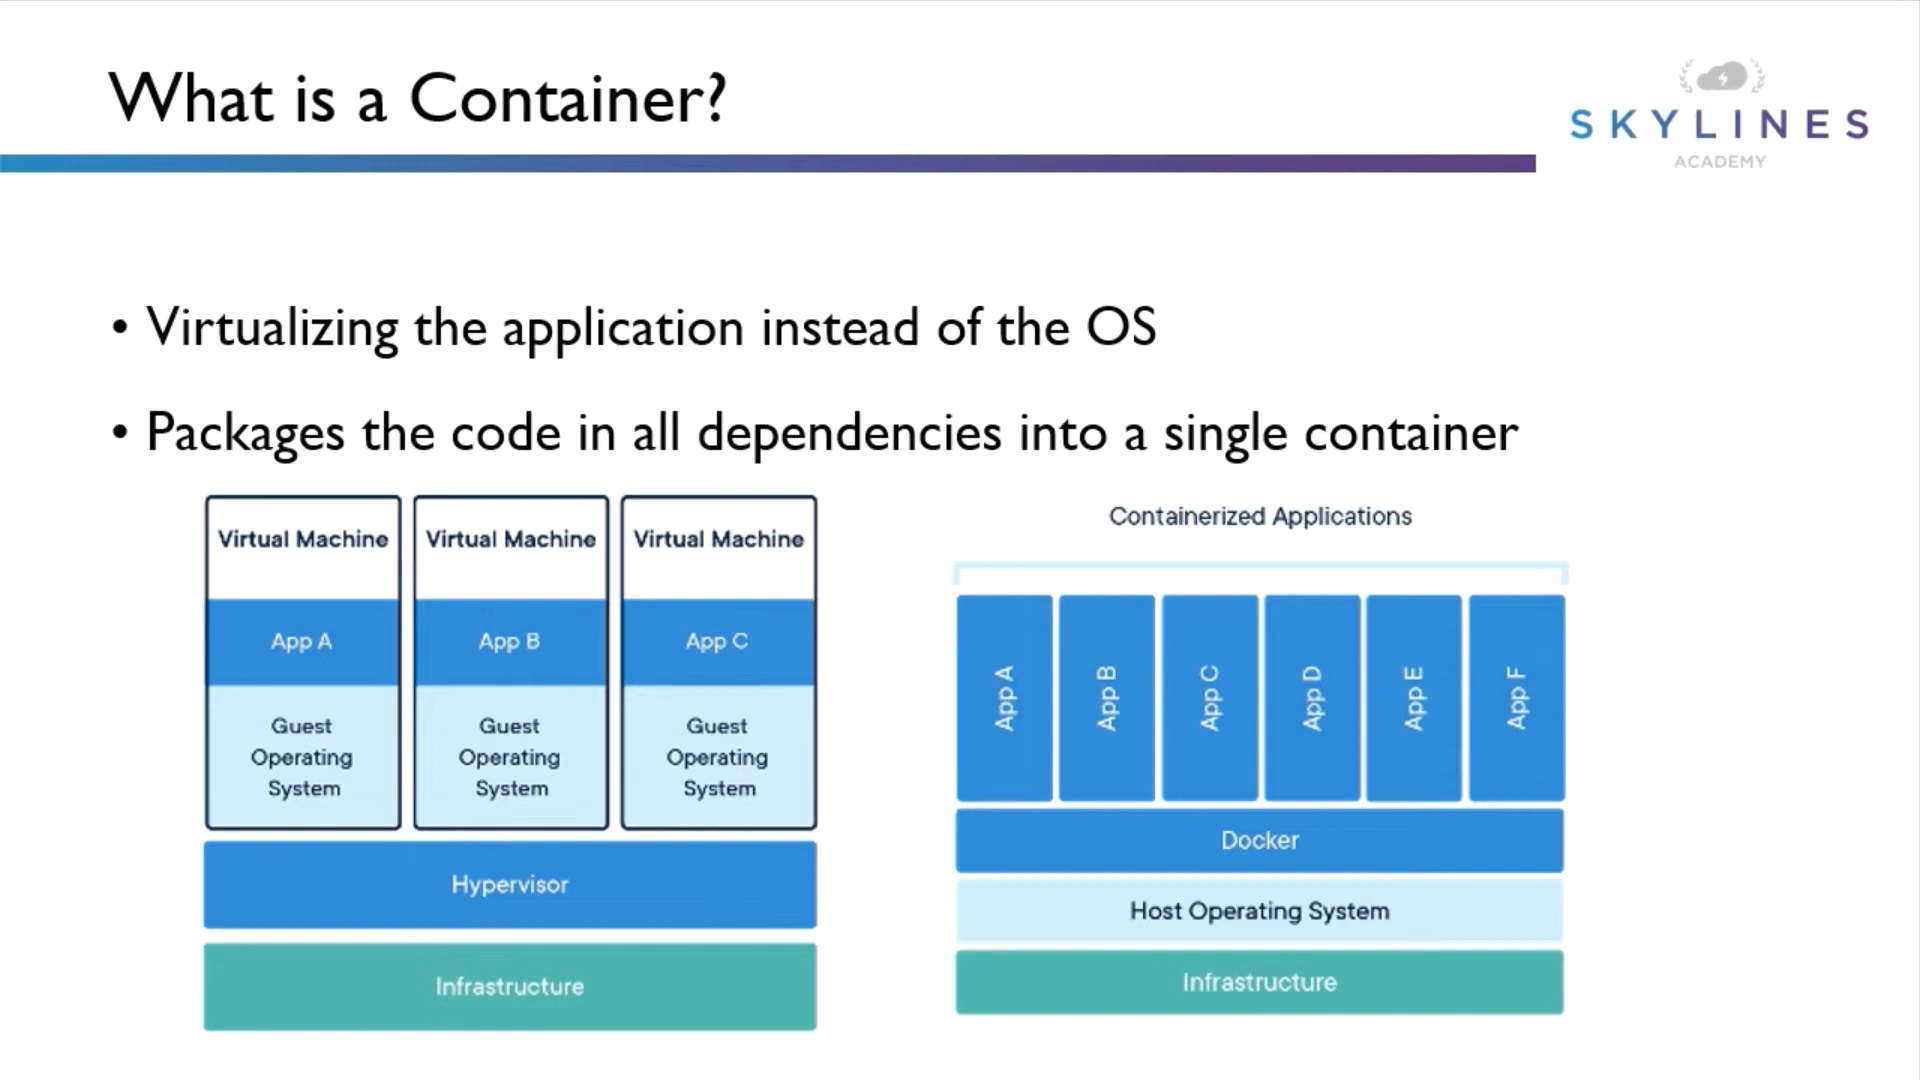 What is a Container?
SKYLINES
ACADEMY
• Virtualizing the application instead of the OS
• Packages the code in all dependencies into a single container
Virtual Machine
App A
Guest
Operating
System
Virtual Machine
App B
Guest
Operating
System
Virtual Machine
App C
Guest
Operating
System
Hypervisor
Infrastructure
Containerized Applications
App A
App B
App C
App D
App E
App F
Docker
Host Operating System
Infrastructure